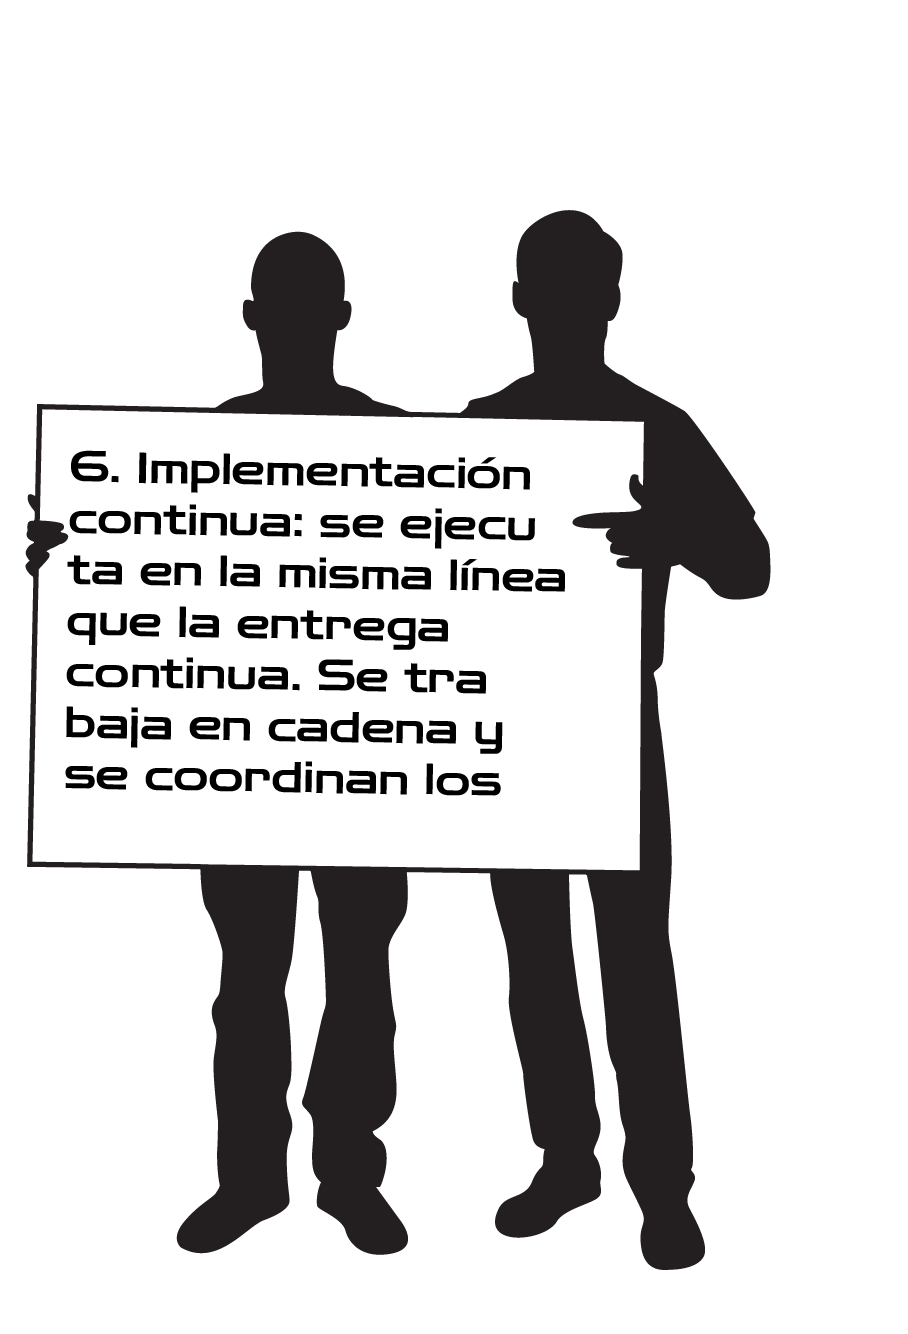 6. Implementación
continua: se ejecu
ta en la misma línea
que la entrega
continua. Se tra
baja en cadena y
se coordinan los